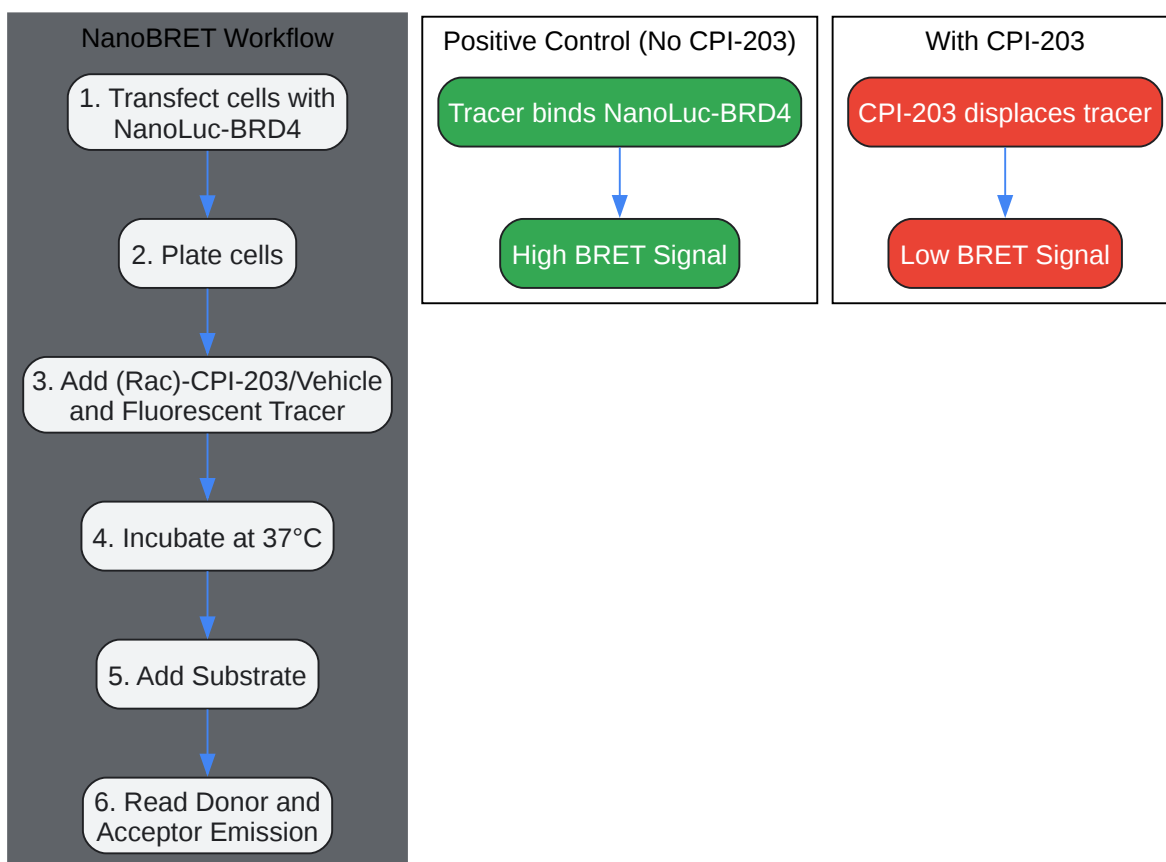 NanoBRET Workflow
1. Transfect cells with
NanoLuc-BRD4
2. Plate cells
3. Add (Rac)-CPI-203/Vehicle
and Fluorescent Tracer
4. Incubate at 37°C
5. Add Substrate
6. Read Donor and
Acceptor Emission
Positive Control (No CPI-203)
Tracer binds NanoLuc-BRD4
High BRET Signal
With CPI-203
CPI-203 displaces tracer
Low BRET Signal